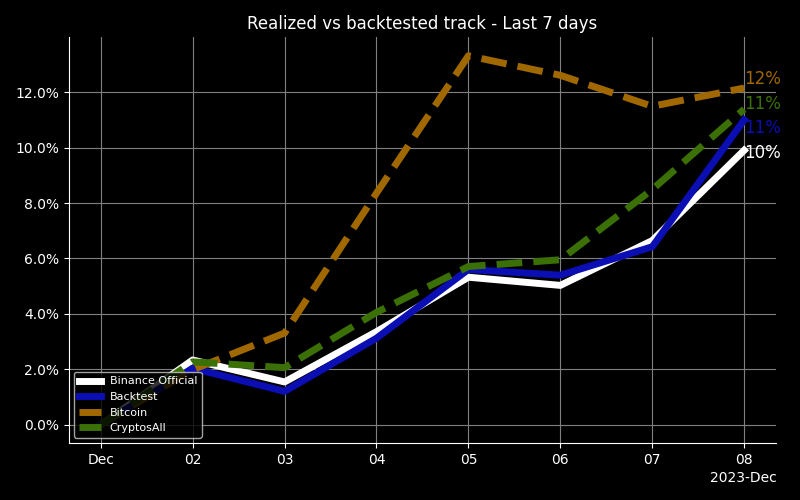 Realized vs backtested track - Last 7 days
12.0%
10.0%
8.0%
6.0%
4.0%
2.0%
0.0%
12%
11%
11%
10%
Binance Official
Backtest
Bitcoin
CryptosAll
Dec 02 03 04 05 06 07 08
2023-Dec